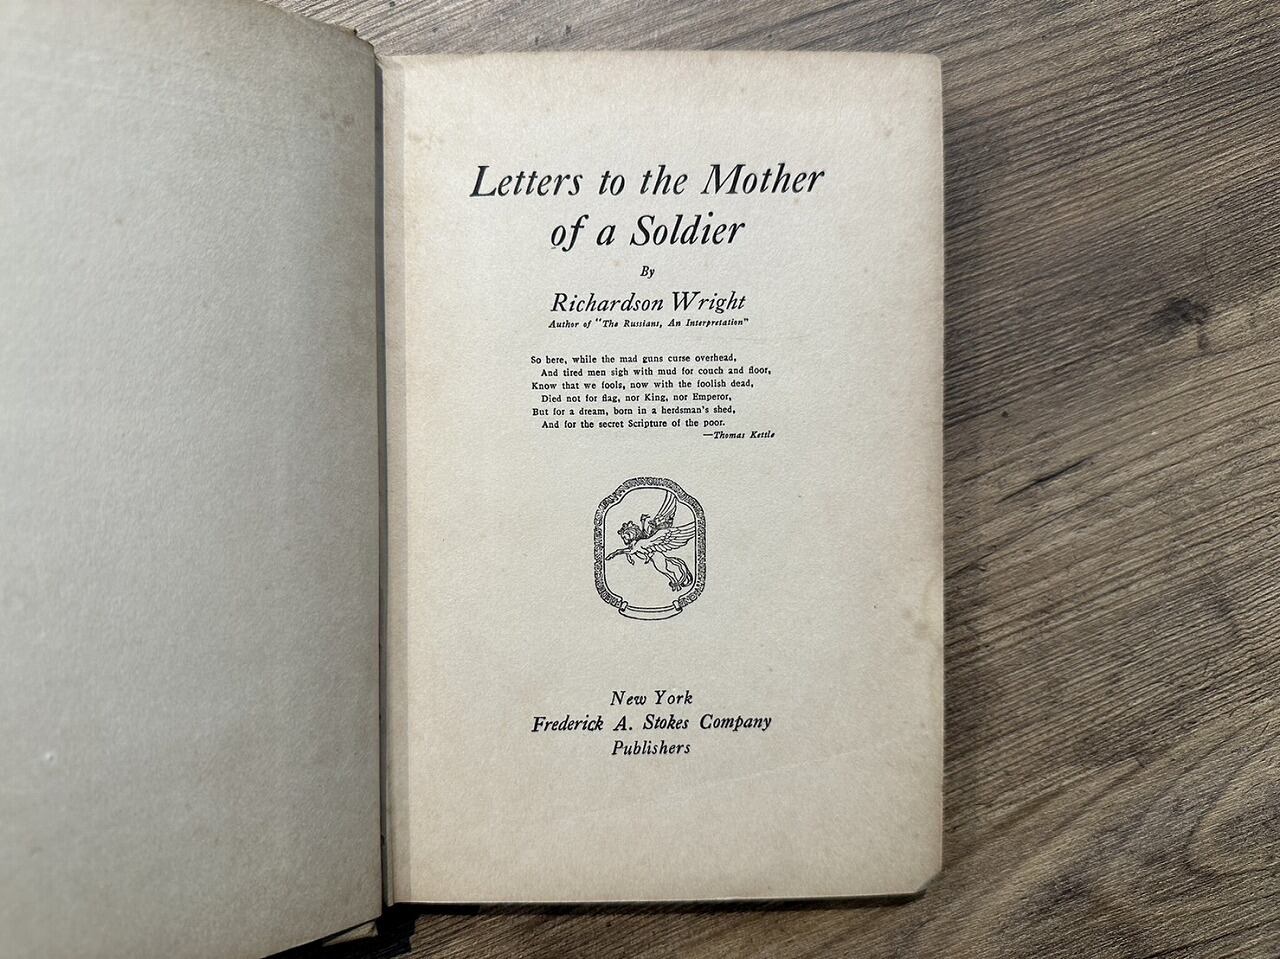 Letters to the Mother
of a Soldier
By
Richardson Wright
Author of "The Russians, An Interpretation"
So here, while the mad guns curse overhead,
And tired men sigh with mud for couch and floor,
Know that we fools, now with the foolish dead,
Died not for flag, nor King, nor Emperor,
But for a dream, born in a herdsman's shed,
And for the secret Scripture of the poor.
—Thomas Kettle
New York
Frederick A. Stokes Company
Publishers